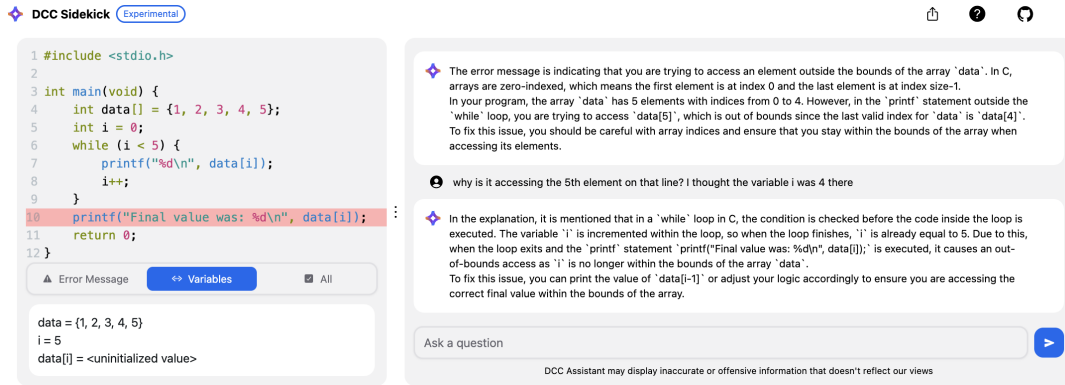 DCC Sidekick Experimental
1 #include <stdio.h>
2
3 int main(void) {
4     int data[] = {1, 2, 3, 4, 5};
5     int i = 0;
6     while (i < 5) {
7         printf("%d\n", data[i]);
8         i++;
9     }
10     printf("Final value was: %d\n", data[i]);
11     return 0;
12 }
Error Message
Variables
All
data = {1, 2, 3, 4, 5}
i = 5
data[i] = <uninitialized value>
The error message is indicating that you are trying to access an element outside the bounds of the array `data`. In C,
arrays are zero-indexed, which means the first element is at index 0 and the last element is at index size-1.
In your program, the array `data` has 5 elements with indices from 0 to 4. However, in the `printf` statement outside the
`while` loop, you are trying to access `data[5]`, which is out of bounds since the last valid index for `data` is `data[4]`.
To fix this issue, you should be careful with array indices and ensure that you stay within the bounds of the array when
accessing its elements.
why is it accessing the 5th element on that line? I thought the variable i was 4 there
In the explanation, it is mentioned that in a `while` loop in C, the condition is checked before the code inside the loop is
executed. The variable `i` is incremented within the loop, so when the loop finishes, `i` is already equal to 5. Due to this,
when the loop exits and the `printf` statement `printf("Final value was: %d\n", data[i]);` is executed, it causes an out-
of-bounds access as `i` is no longer within the bounds of the array `data`.
To fix this issue, you can print the value of `data[i-1]` or adjust your logic accordingly to ensure you are accessing the
correct final value within the bounds of the array.
Ask a question
DCC Assistant may display inaccurate or offensive information that doesn't reflect our views